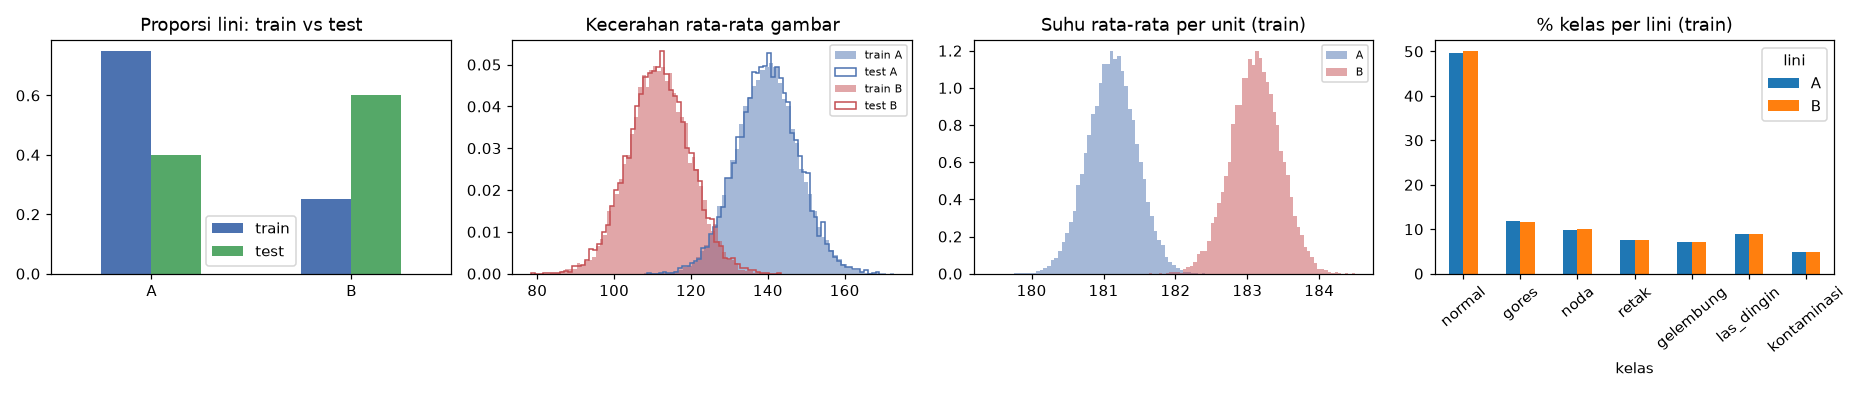 Proporsi lini: train vs test
0.6
0.4
0.2
0.0
train
test
A
B
Kecerahan rata-rata gambar
0.05
0.04
0.03
0.02
0.01
0.00
train A
test A
train B
test B
80
100
120
140
160
Suhu rata-rata per unit (train)
1.2
1.0
0.8
0.6
0.4
0.2
0.0
A
B
180
181
182
183
184
% kelas per lini (train)
50
40
30
20
10
0
lini
A
B
normal
gores
noda
retak
gelembung
las_dingin
kontaminasi
kelas